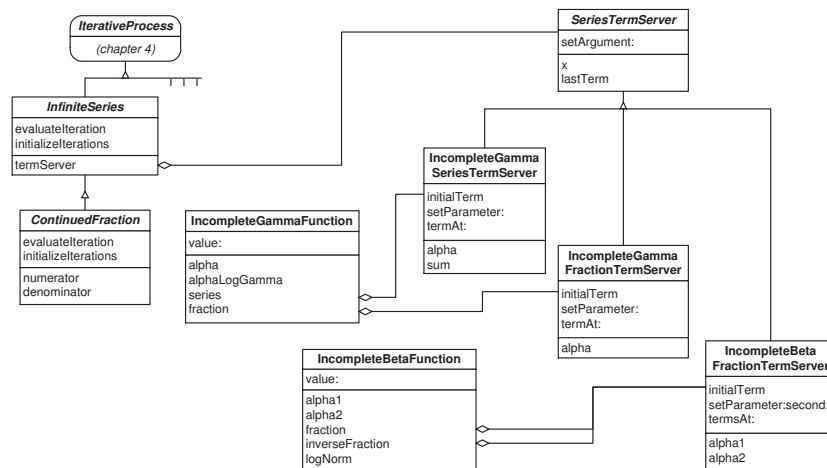 IterativeProcess
(chapter 4)
InfiniteSeries
evaluateIteration
initializeIterations
termServer
ContinuedFraction
evaluateIteration
initializeIterations
numerator
denominator
SeriesTermServer
setArgument:
x
lastTerm
IncompleteGamma
SeriesTermServer
initialTerm
setParameter:
termAt:
alpha
sum
IncompleteGammaFunction
value:
alpha
alphaLogGamma
series
fraction
IncompleteGamma
FractionTermServer
initialTerm
setParameter:
termAt:
alpha
IncompleteBetaFunction
value:
alpha1
alpha2
fraction
inverseFraction
logNorm
IncompleteBeta
FractionTermServer
initialTerm
setParameter:second:
termsAt:
alpha1
alpha2